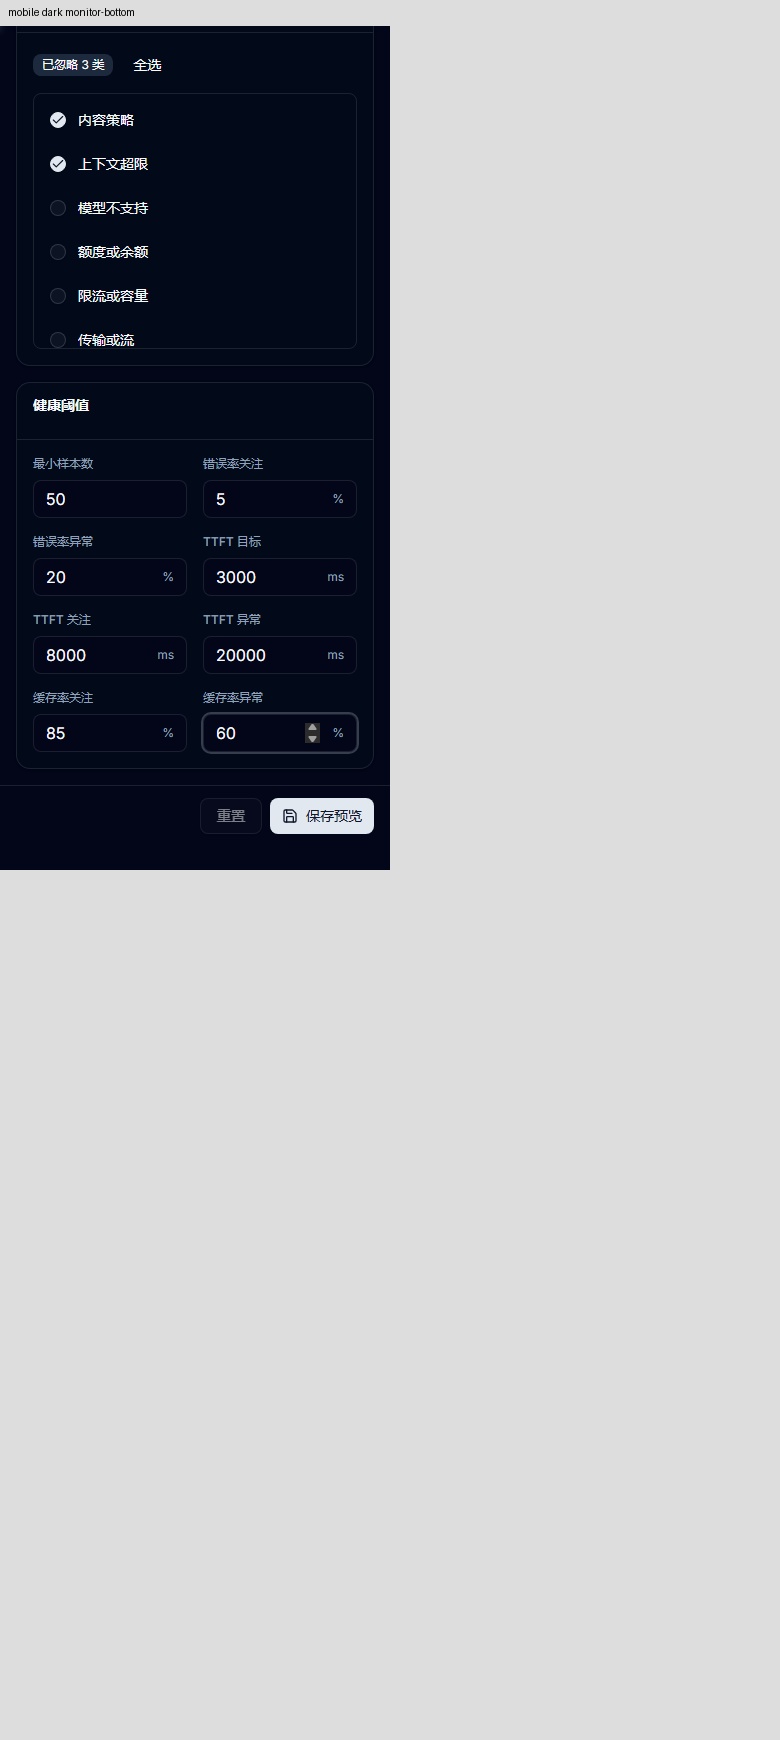 mobile dark monitor-bottom
已忽略 3 类 全选
内容策略
上下文超限
模型不支持
额度或余额
限流或容量
传输或流
健康阈值
最小样本数 错误率关注
50 5 %
错误率异常 TTFT 目标
20 % 3000 ms
TTFT 关注 TTFT 异常
8000 ms 20000 ms
缓存率关注 缓存率异常
85 % 60 %
重置 保存预览